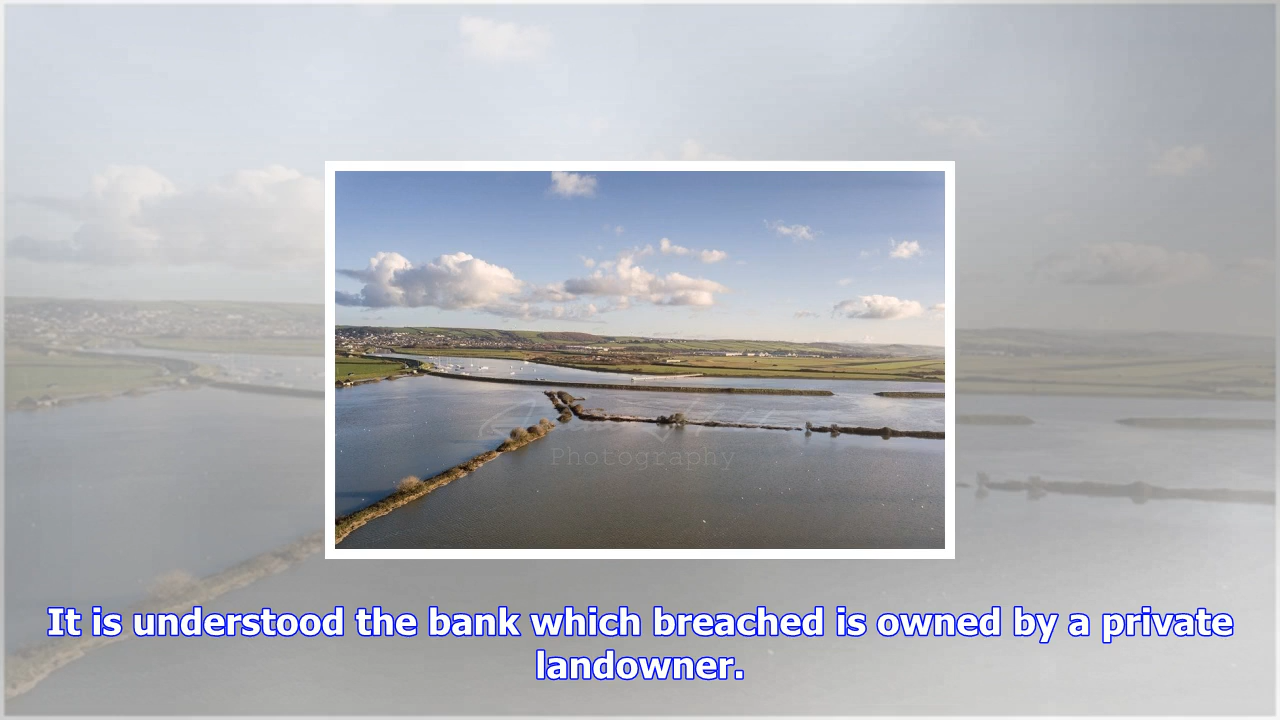 Photography
It is understood the bank which breached is owned by a private
landowner.